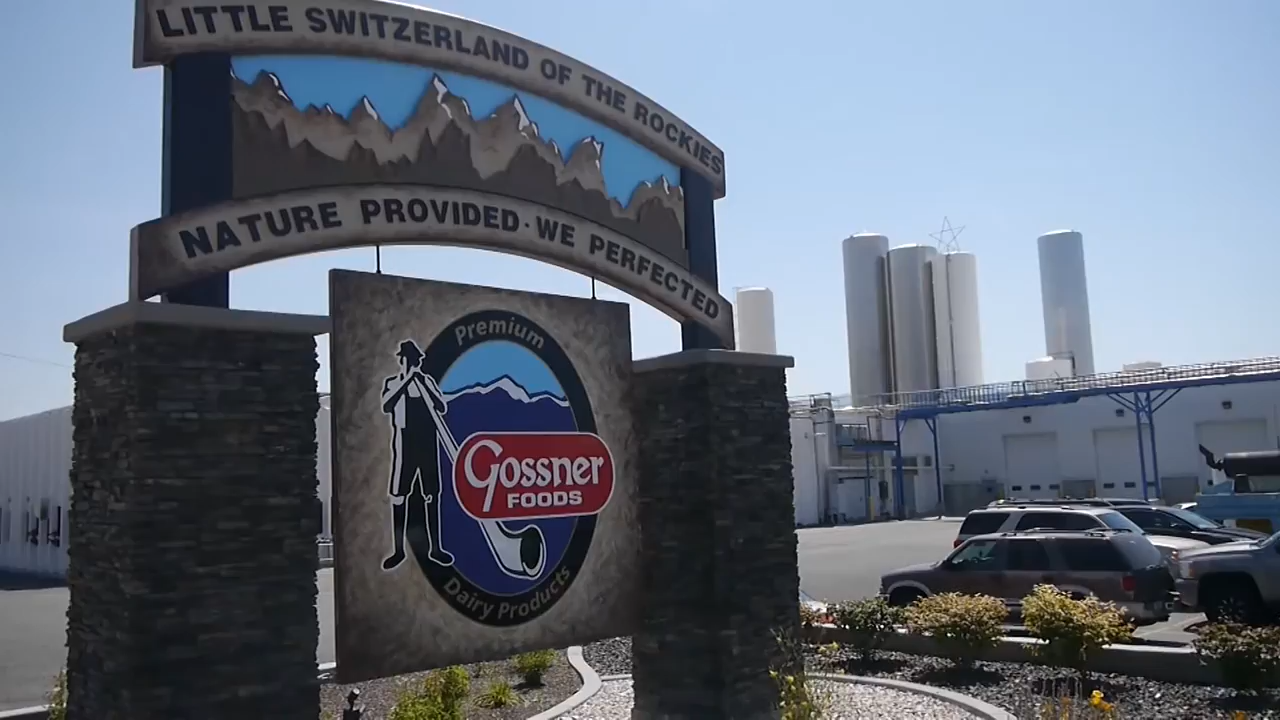 LITTLE SWITZERLAND OF THE ROCKIES
NATURE PROVIDED·WE PERFECTED
Premium
Gossner
FOODS
Dairy Products